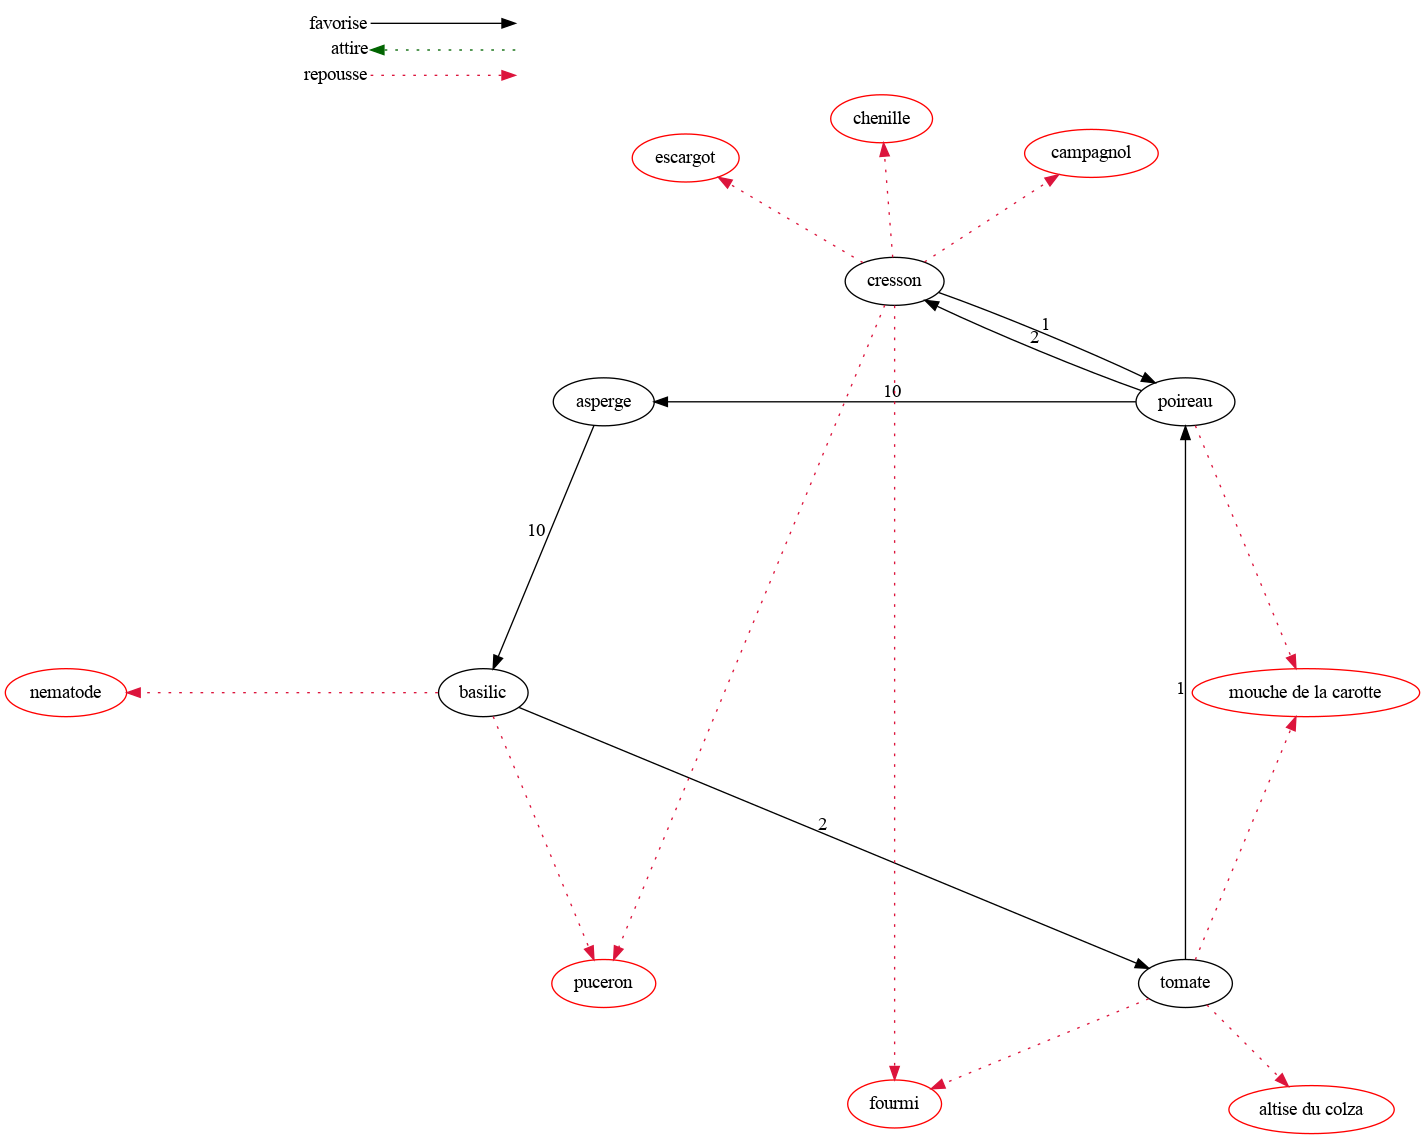 favorise
attire
repousse
chenille
campagnol
escargot
cresson
1
2
10
asperge
poireau
10
1
nematode
basilic
mouche de la carotte
2
puceron
tomate
fourmi
altise du colza